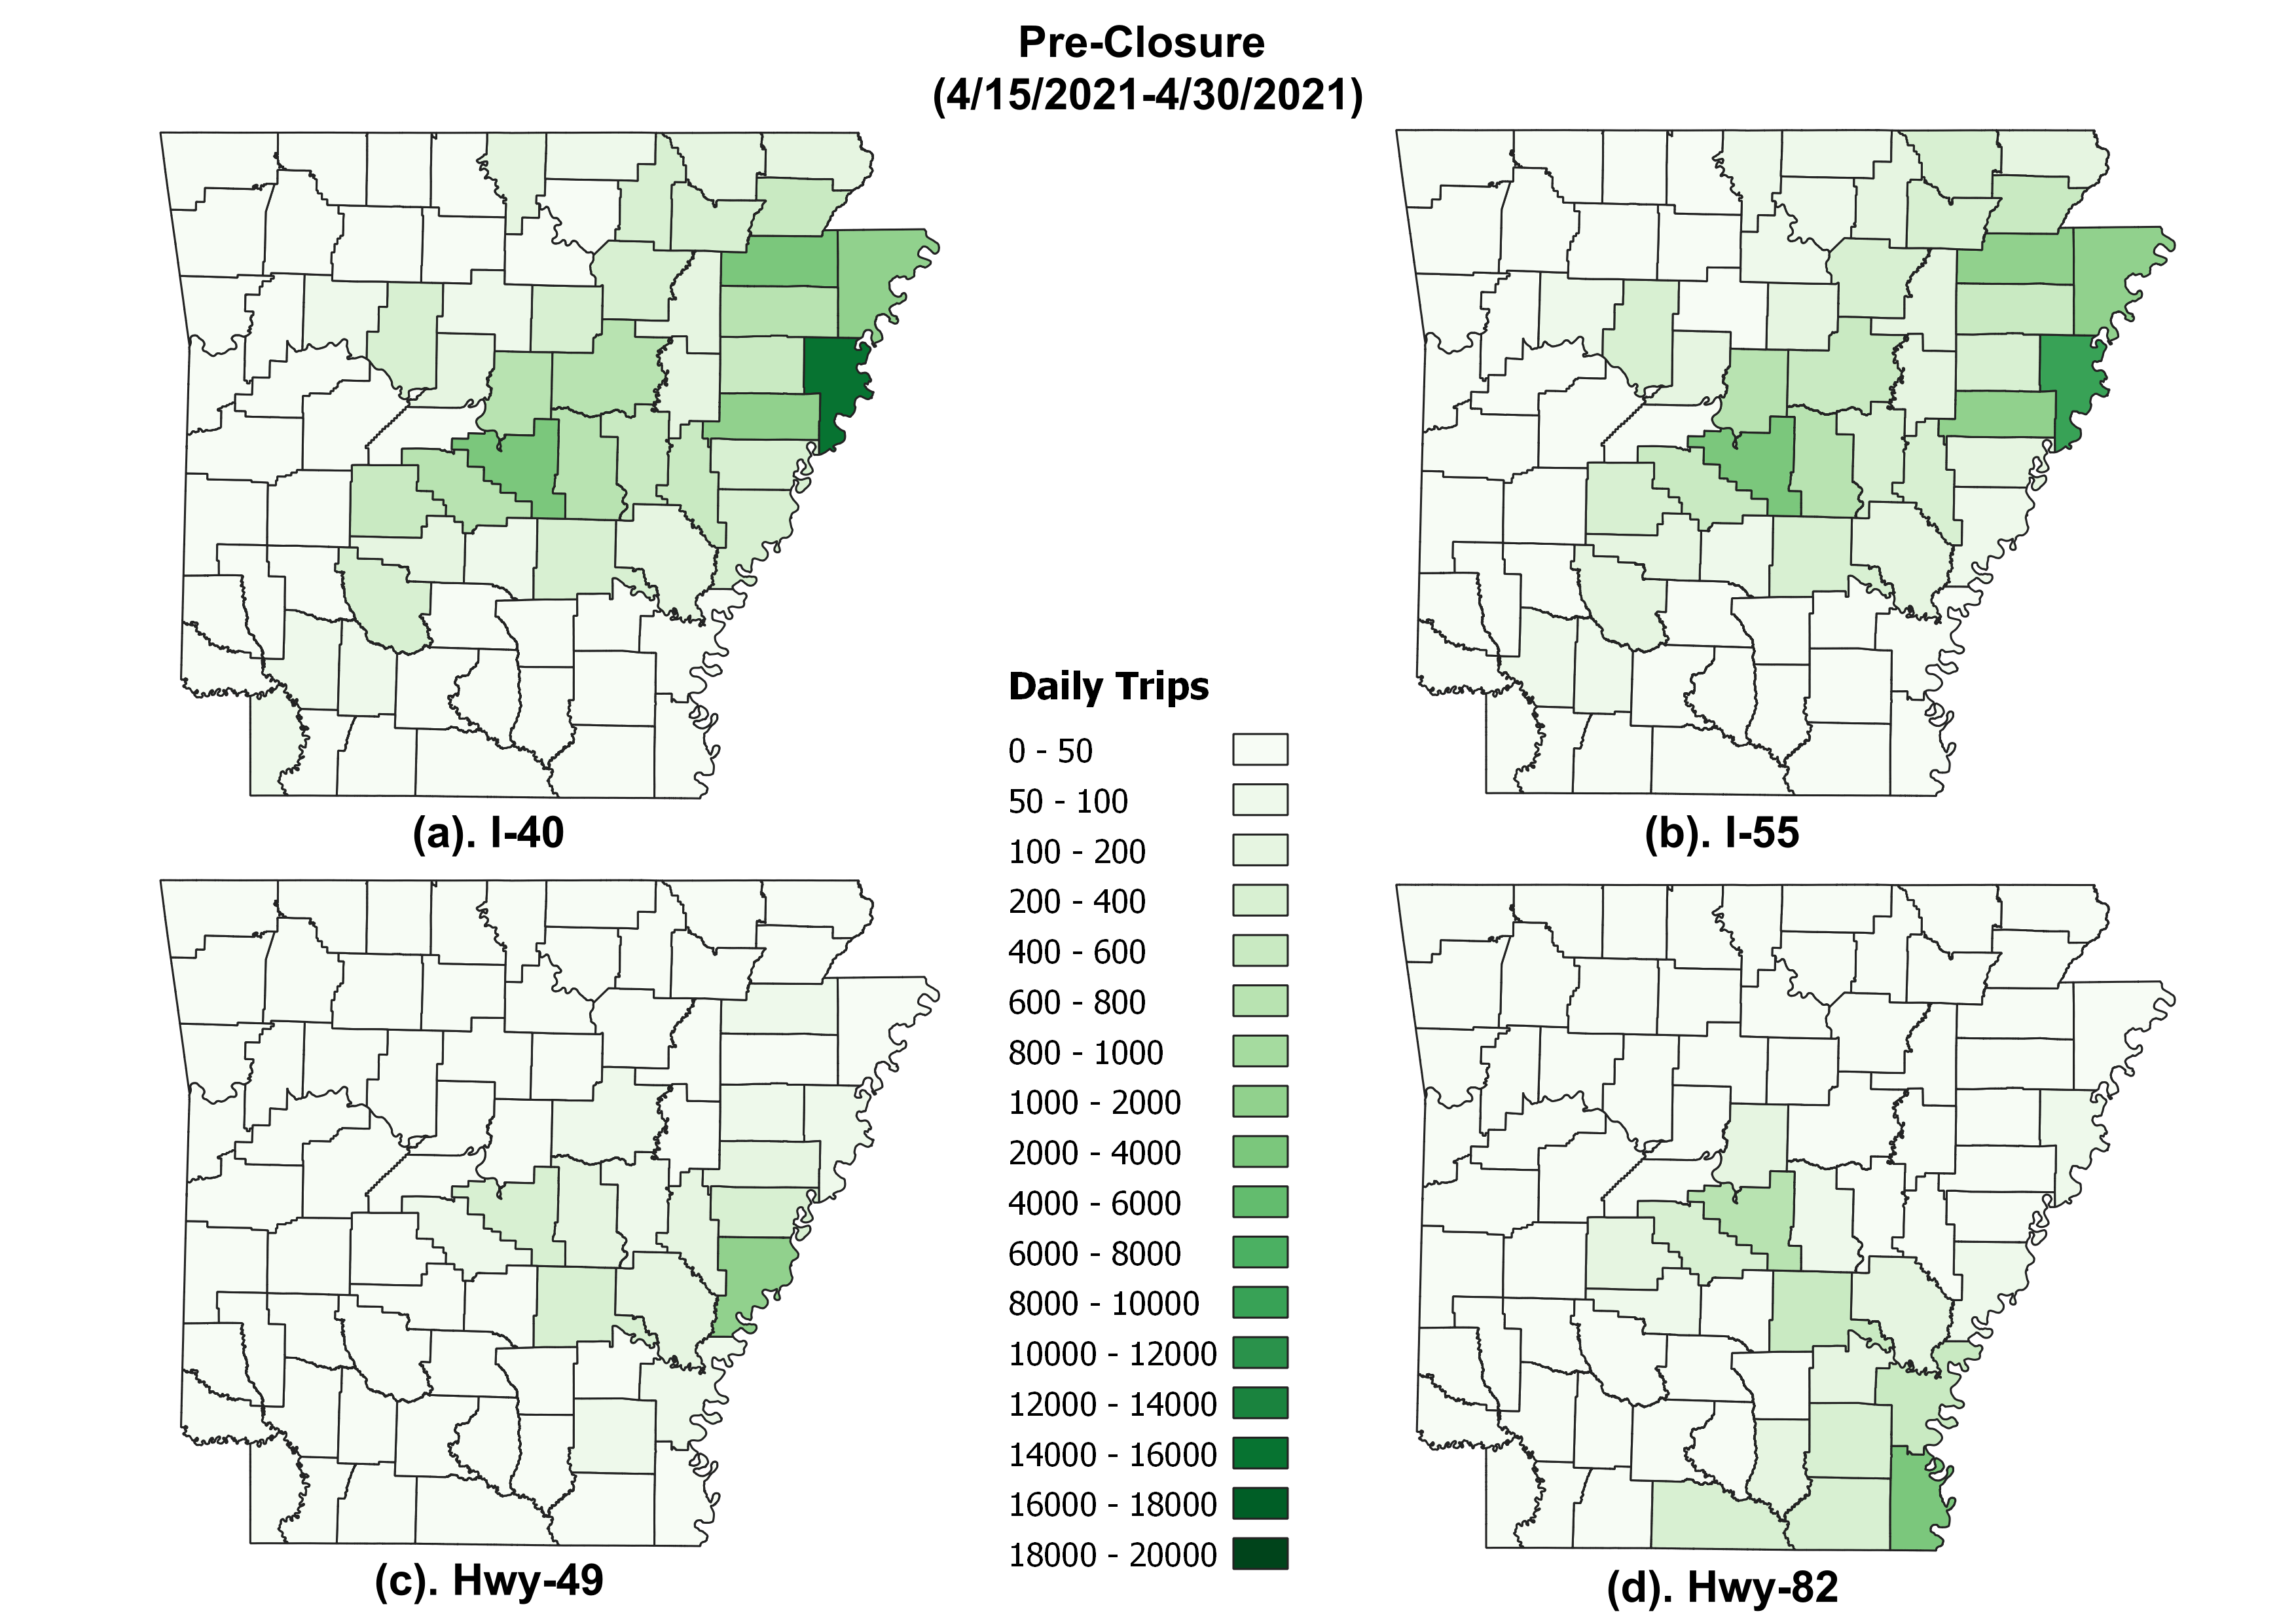 Pre-Closure
(4/15/2021-4/30/2021)
(a). I-40
(b). I-55
Daily Trips
0 - 50
50 - 100
100 - 200
200 - 400
400 - 600
600 - 800
800 - 1000
1000 - 2000
2000 - 4000
4000 - 6000
6000 - 8000
8000 - 10000
10000 - 12000
12000 - 14000
14000 - 16000
16000 - 18000
18000 - 20000
(c). Hwy-49
(d). Hwy-82